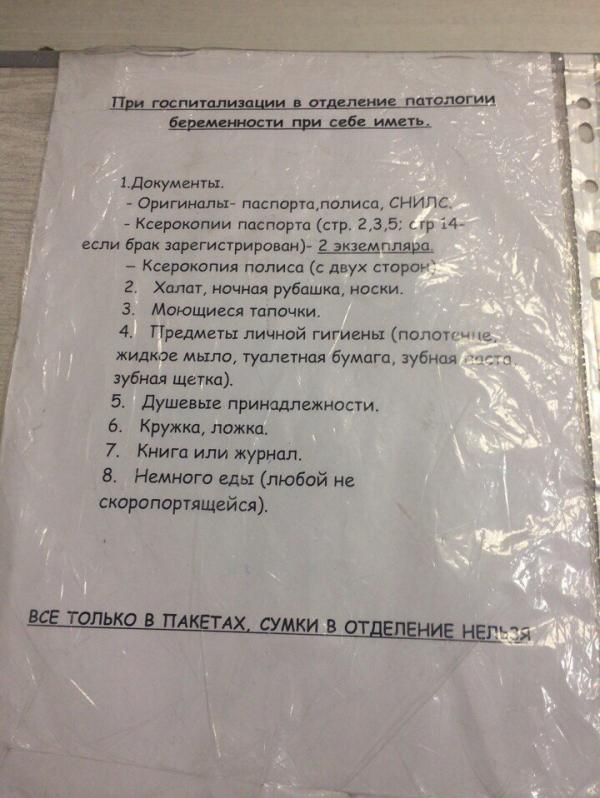 При госпитализации в отделение патологии
беременности при себе иметь.
1.Документы.
- Оригиналы- паспорта,полиса, СНИЛС.
- Ксерокопии паспорта (стр. 2,3,5; стр 14-
если брак зарегистрирован)- 2 экземпляра.
– Ксерокопия полиса (с двух сторон)
2. Халат, ночная рубашка, носки.
3. Моющиеся тапочки.
4. Предметы личной гигиены (полотенце,
жидкое мыло, туалетная бумага, зубная паста,
зубная щетка).
5. Душевые принадлежности.
6. Кружка, ложка.
7. Книга или журнал.
8. Немного еды (любой не
скоропортящейся).
ВСЕ ТОЛЬКО В ПАКЕТАХ, СУМКИ В ОТДЕЛЕНИЕ НЕЛЬЗЯ